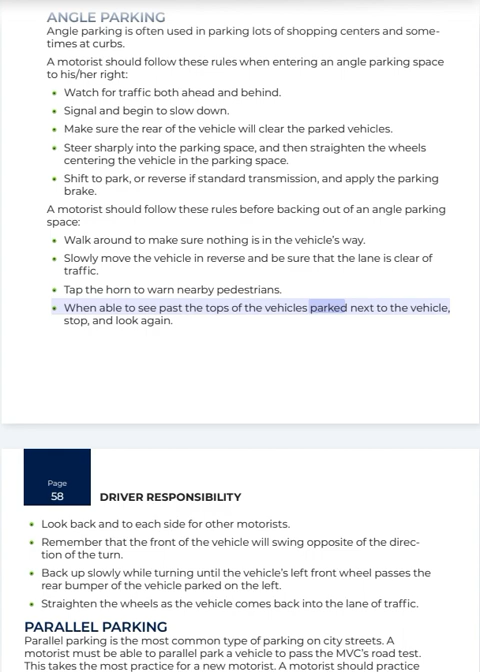 ANGLE PARKING
Angle parking is often used in parking lots of shopping centers and some-
times at curbs.
A motorist should follow these rules when entering an angle parking space
to his/her right:
• Watch for traffic both ahead and behind.
• Signal and begin to slow down.
• Make sure the rear of the vehicle will clear the parked vehicles.
• Steer sharply into the parking space, and then straighten the wheels
centering the vehicle in the parking space.
• Shift to park, or reverse if standard transmission, and apply the parking
brake.
A motorist should follow these rules before backing out of an angle parking
space:
• Walk around to make sure nothing is in the vehicle's way.
• Slowly move the vehicle in reverse and be sure that the lane is clear of
traffic.
• Tap the horn to warn nearby pedestrians.
• When able to see past the tops of the vehicles parked next to the vehicle,
stop, and look again.
Page
58
DRIVER RESPONSIBILITY
• Look back and to each side for other motorists.
• Remember that the front of the vehicle will swing opposite of the direc-
tion of the turn.
• Back up slowly while turning until the vehicle's left front wheel passes the
rear bumper of the vehicle parked on the left.
• Straighten the wheels as the vehicle comes back into the lane of traffic.
PARALLEL PARKING
Parallel parking is the most common type of parking on city streets. A
motorist must be able to parallel park a vehicle to pass the MVC's road test.
This takes the most practice for a new motorist. A motorist should practice